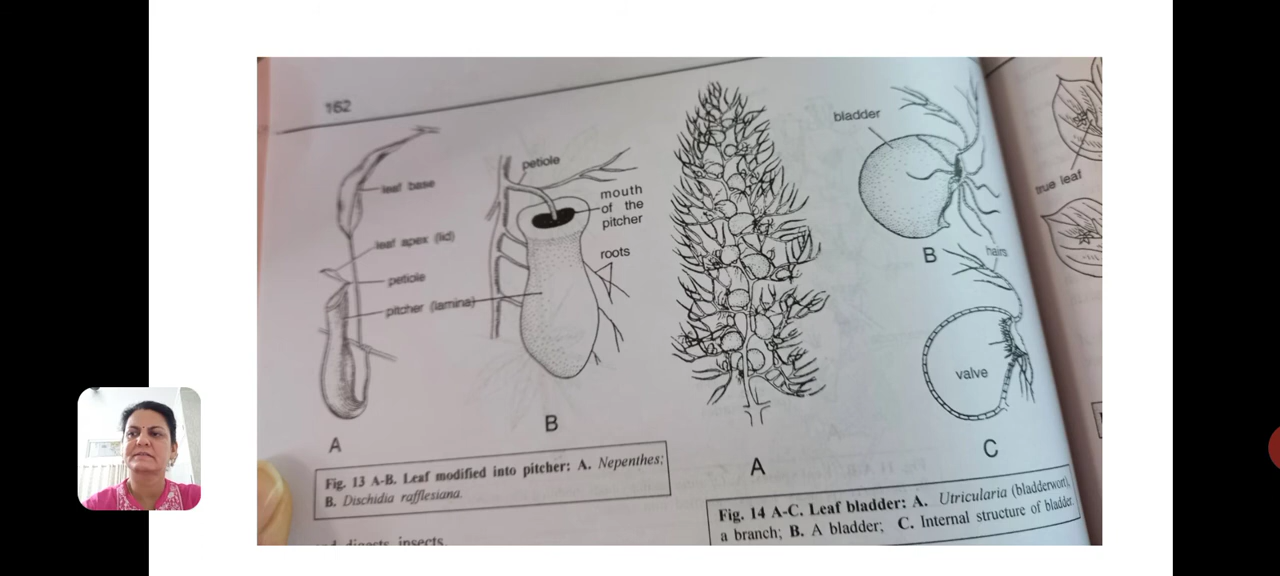 162
leaf base
leaf apex (lid)
petiole
pitcher (lamina)
A
petiole
mouth
of the
pitcher
roots
B
Fig. 13 A-B. Leaf modified into pitcher: A. Nepenthes;
B. Dischidia rafflesiana.
digests insects.
A
bladder
B
hairs
valve
C
Fig. 14 A-C. Leaf bladder: A. Utricularia (bladderwort),
a branch; B. A bladder; C. Internal structure of bladder.
true leaf